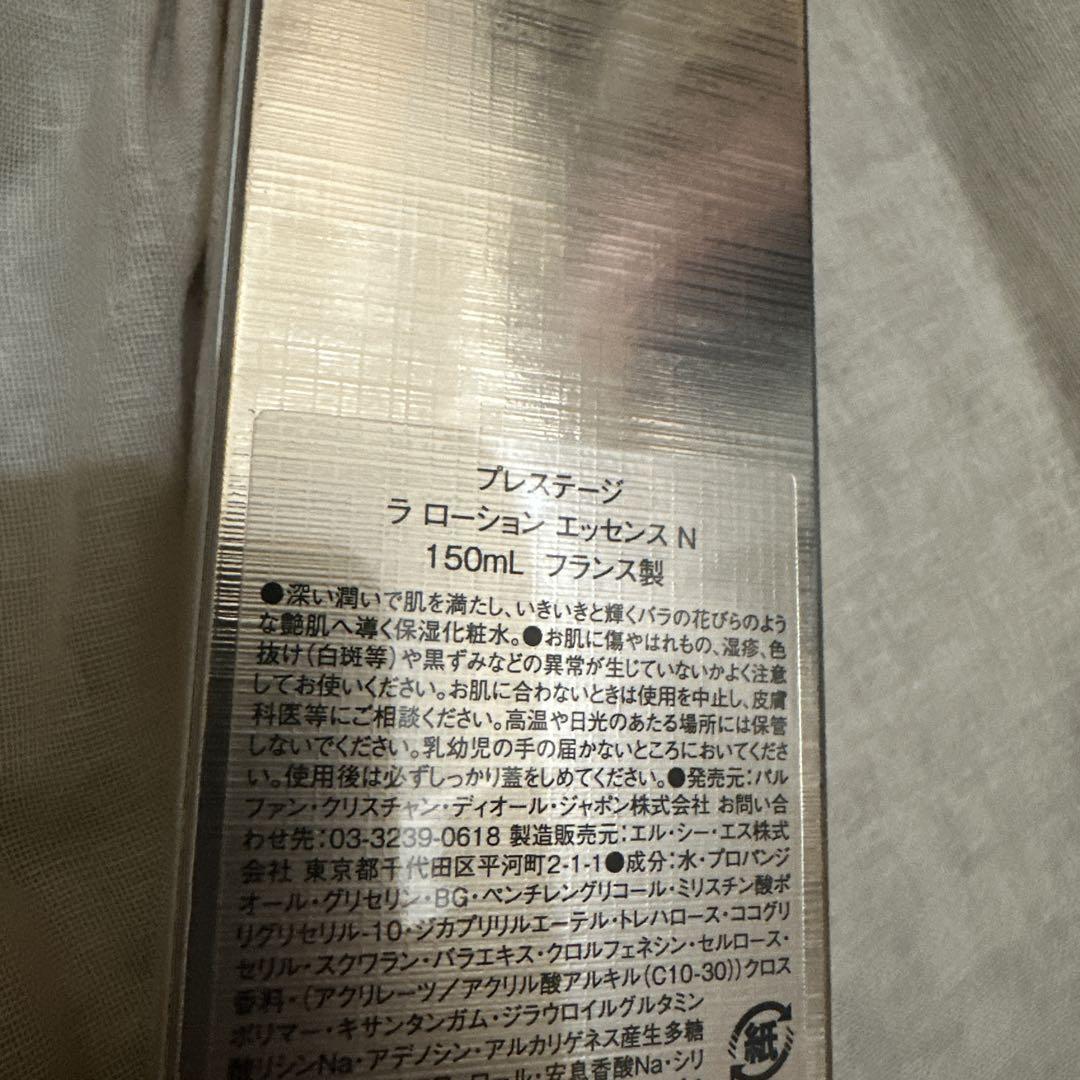 プレステージ
ラ ローション エッセンス N
150mL フランス製
●深い潤いで肌を満たし、いきいきと輝くバラの花びらのよう
な艶肌へ導く保湿化粧水。●お肌に傷やはれもの、湿疹、色
抜け(白斑等)や黒ずみなどの異常が生じていないかよく注意
してお使いください。お肌に合わないときは使用を中止し、皮膚
科医等にご相談ください。高温や日光のあたる場所には保管
しないでください。乳幼児の手の届かないところにおいてくださ
い。使用後は必ずしっかり蓋をしめてください。●発売元:パル
ファン・クリスチャン・ディオール・ジャポン株式会社 お問い合
わせ先:03-3239-0618 製造販売元:エル・シー・エス株式
会社 東京都千代田区平河町2-1-1●成分:水・プロパンジ
オール・グリセリン・BG・ペンチレングリコール・ミリスチン酸ポ
リグリセリル-10・ジカプリリルエーテル・トレハロース・ココグリ
セリル・スクワラン・バラエキス・クロルフェネシン・セルロース・
香料・(アクリレーツ/アクリル酸アルキル(C10-30))クロス
ポリマー・キサンタンガム・ジラウロイルグルタミン
酸リシンNa・アデノシン・アルカリゲネス産生多糖
ロール・安息香酸Na・シリ
紙